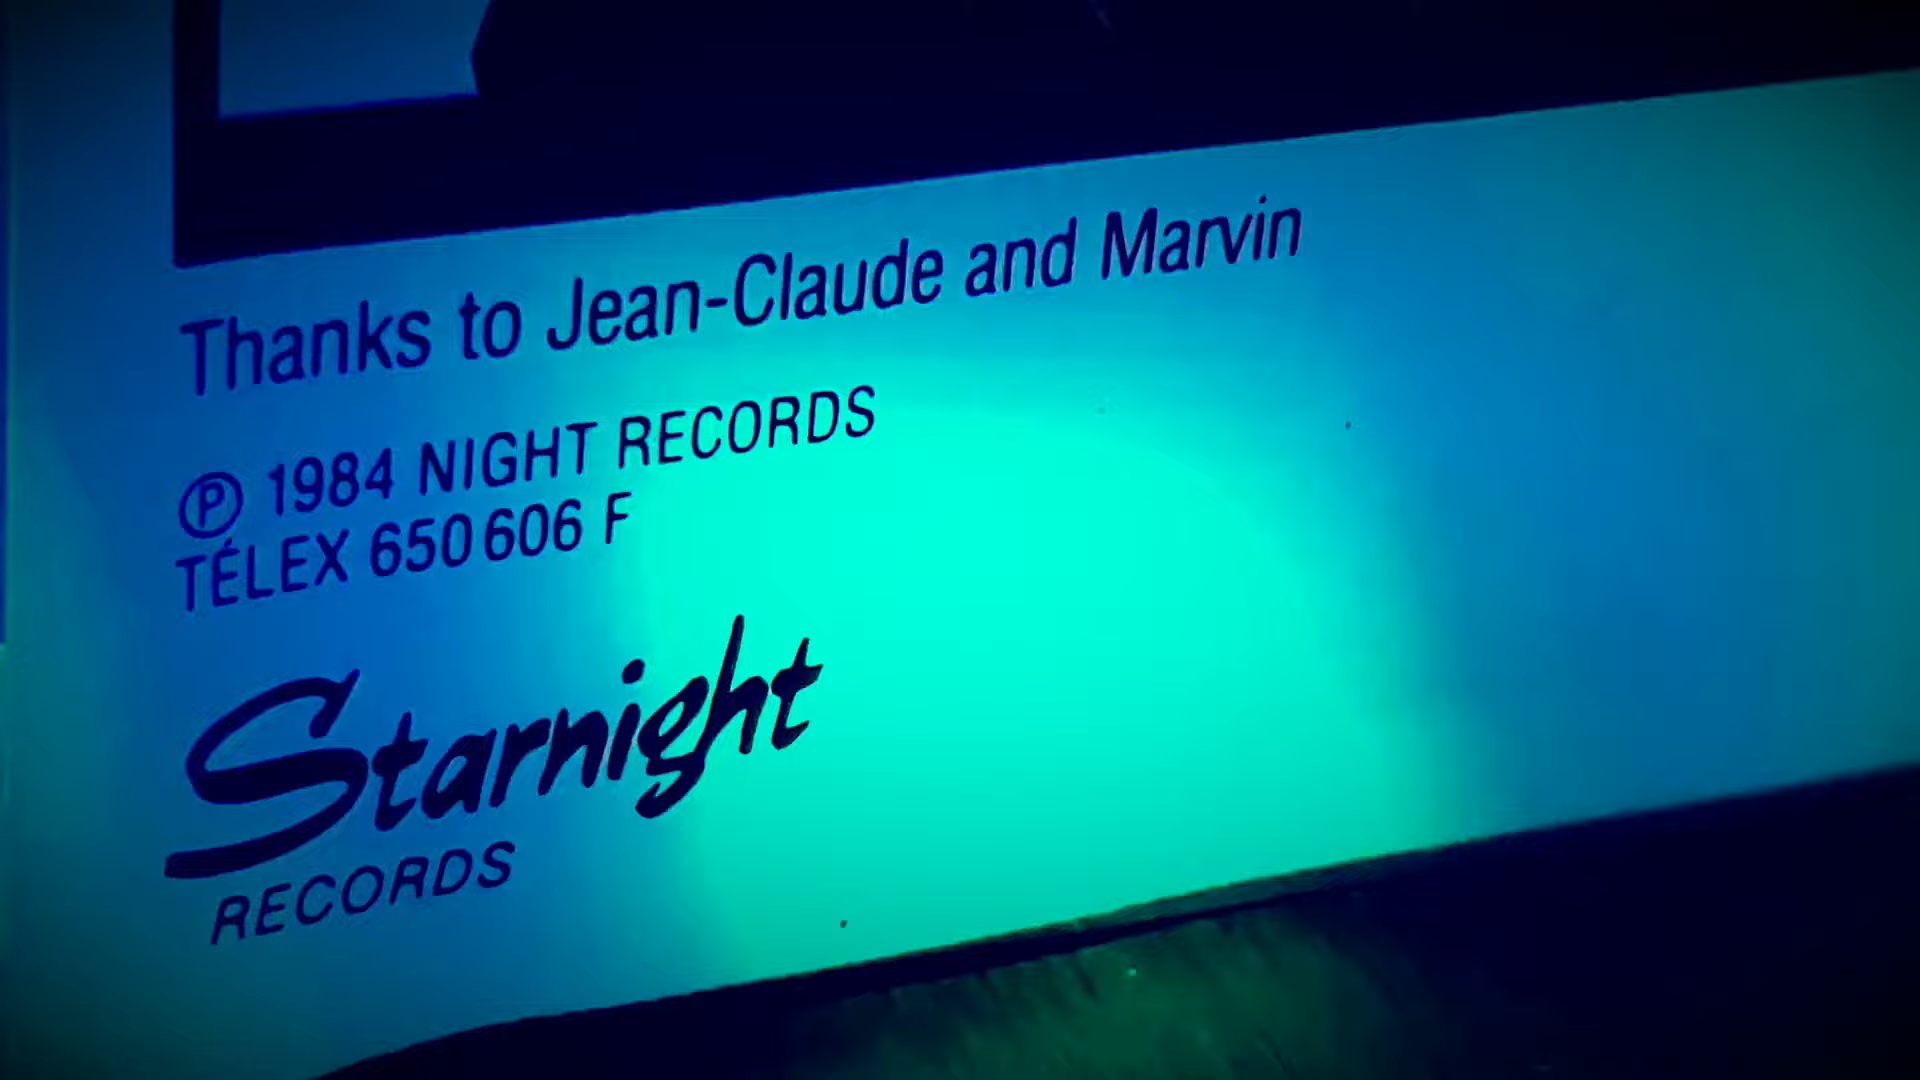 Thanks to Jean-Claude and Marvin
Ⓟ 1984 NIGHT RECORDS
TÉLEX 650 606 F
Starnight
RECORDS